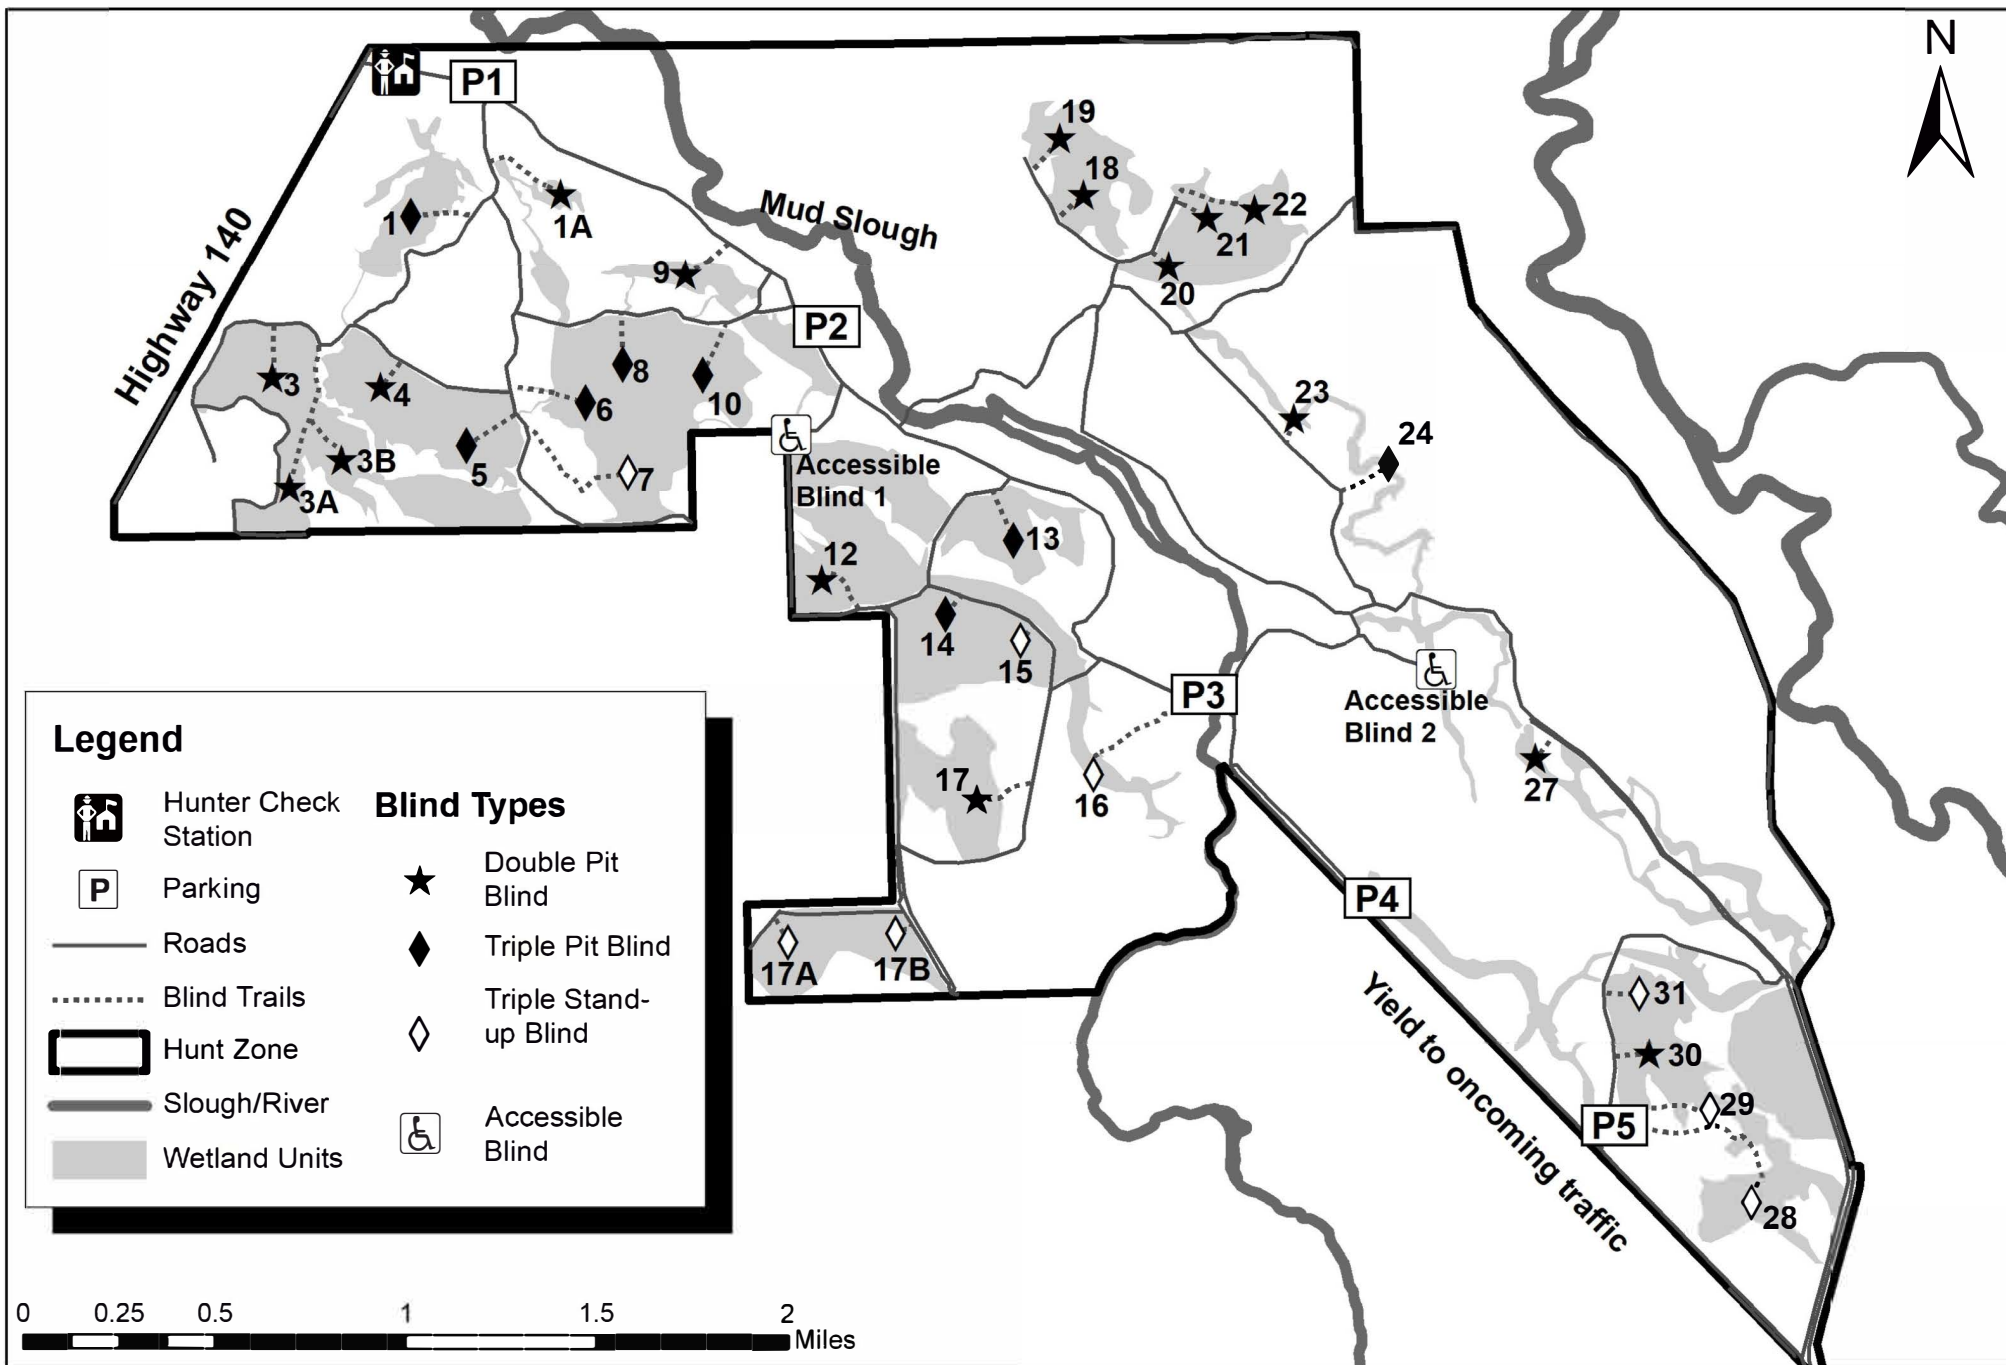 N
P1
19
18
1
1A
Mud Slough
22
21
9
20
Highway 140
P2
3
4
8
10
6
23
24
3B
5
7
3A
Accessible
Blind 1
13
12
14
15
P3
Accessible
Blind 2
17
16
27
P4
17A
17B
31
30
29
P5
28
Yield to oncoming traffic
Legend
Hunter Check
Station
P
Parking
Roads
Blind Trails
Hunt Zone
Slough/River
Wetland Units
Blind Types
Double Pit
Blind
Triple Pit Blind
Triple Stand-
up Blind
Accessible
Blind
0 0.25 0.5 1 1.5 2
Miles